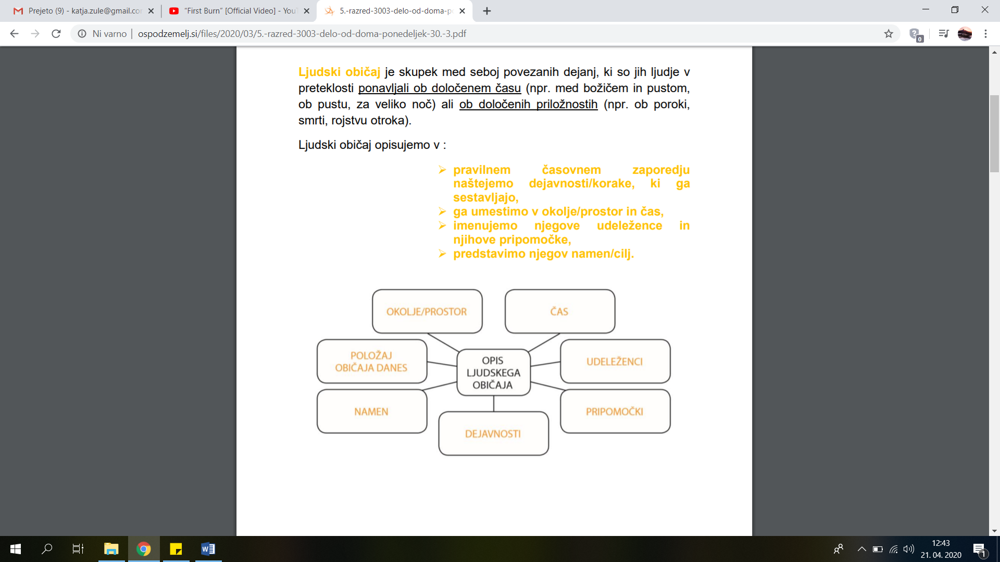 Prejeto (9) - katja.zule@gmail.co
“First Burn” [Official Video] - You
5.-razred-3003-delo-od-doma-p
Ni varno | ospodzemelj.si/files/2020/03/5.-razred-3003-delo-od-doma-ponedeljek-30.-3.pdf
0
Ljudski običaj je skupek med seboj povezanih dejanj, ki so jih ljudje v
preteklosti ponavljali ob določenem času (npr. med božičem in pustom,
ob pustu, za veliko noč) ali ob določenih priložnostih (npr. ob poroki,
smrti, rojstvu otroka).
Ljudski običaj opisujemo v :
pravilnem časovnem zaporedju
naštejemo dejavnosti/korake, ki ga
sestavljajo,
ga umestimo v okolje/prostor in čas,
imenujemo njegove udeležence in
njihove pripomočke,
predstavimo njegov namen/cilj.
OKOLJE/PROSTOR
ČAS
POLOŽAJ
OBIČAJA DANES
OPIS
LJUDSKEGA
OBIČAJA
UDELEŽENCI
NAMEN
PRIPOMOČKI
DEJAVNOSTI
12:43
21. 04. 2020
1